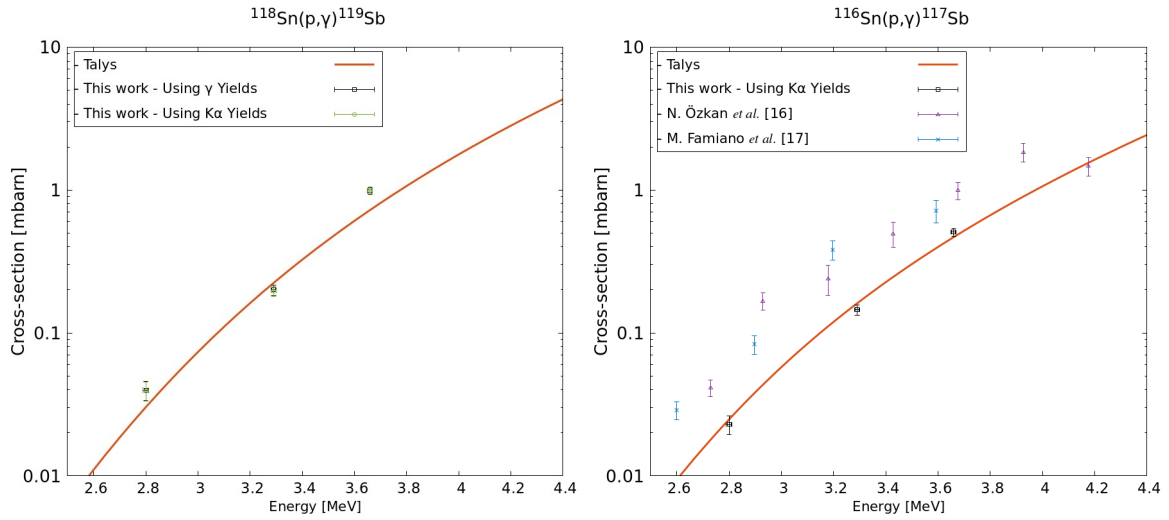 ¹¹⁸Sn(p,γ)¹¹⁹Sb
10
1
0.1
0.01
Cross-section [mbarn]
Talys
This work - Using γ Yields
This work - Using Kα Yields
2.6 2.8 3 3.2 3.4 3.6 3.8 4 4.2 4.4
Energy [MeV]
¹¹⁶Sn(p,γ)¹¹⁷Sb
10
1
0.1
0.01
Cross-section [mbarn]
Talys
This work - Using Kα Yields
N. Özkan et al. [16]
M. Famiano et al. [17]
2.6 2.8 3 3.2 3.4 3.6 3.8 4 4.2 4.4
Energy [MeV]